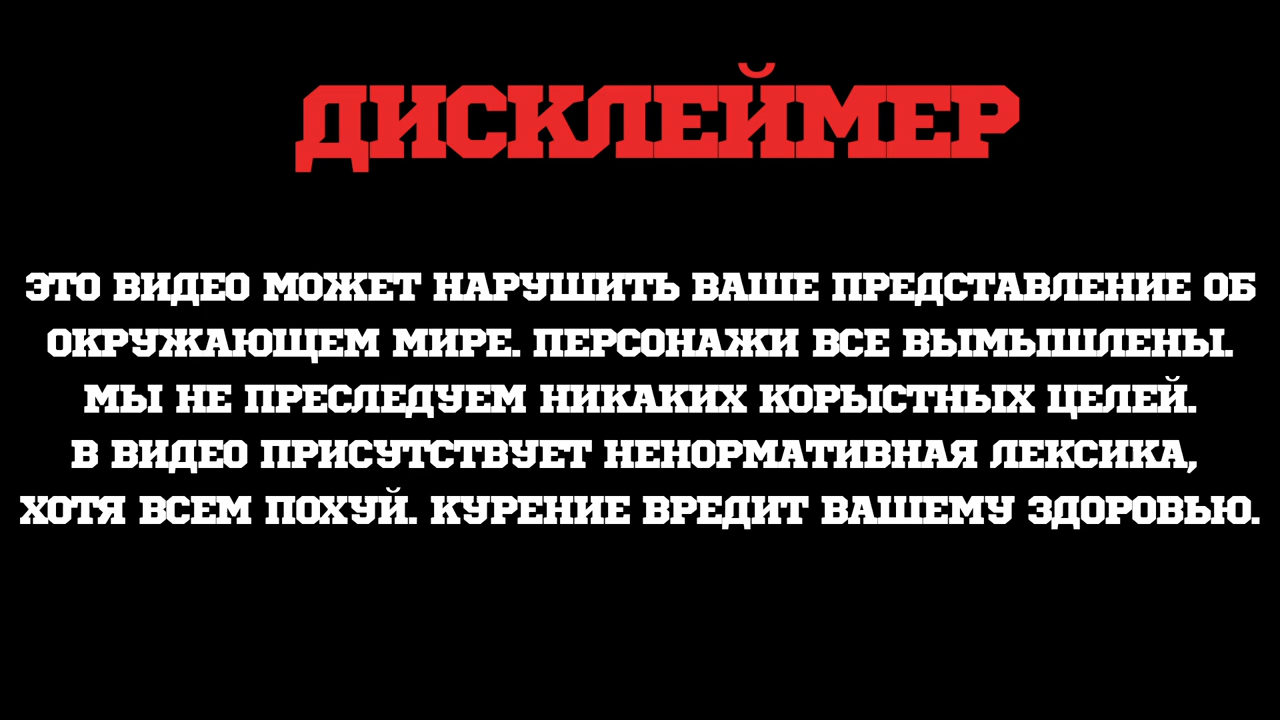 ДИСКЛЕЙМЕР
ЭТО ВИДЕО МОЖЕТ НАРУШИТЬ ВАШЕ ПРЕДСТАВЛЕНИЕ ОБ
ОКРУЖАЮЩЕМ МИРЕ. ПЕРСОНАЖИ ВСЕ ВЫМЫШЛЕНЫ.
МЫ НЕ ПРЕСЛЕДУЕМ НИКАКИХ КОРЫСТНЫХ ЦЕЛЕЙ.
В ВИДЕО ПРИСУТСТВУЕТ НЕНОРМАТИВНАЯ ЛЕКСИКА,
ХОТЯ ВСЕМ ПОХУЙ. КУРЕНИЕ ВРЕДИТ ВАШЕМУ ЗДОРОВЬЮ.